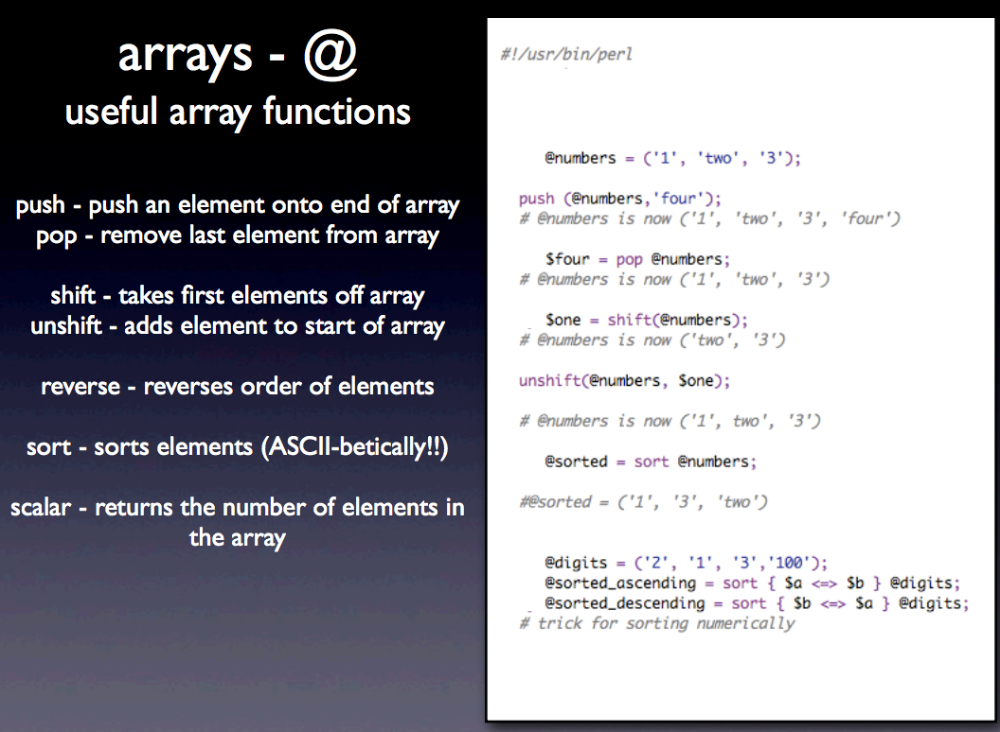 arrays - @
useful array functions
push - push an element onto end of array
pop - remove last element from array
shift - takes first elements off array
unshift - adds element to start of array
reverse - reverses order of elements
sort - sorts elements (ASCII-betically!!)
scalar - returns the number of elements in
the array
#!/usr/bin/perl
@numbers = ('1', 'two', '3');
push (@numbers,'four');
# @numbers is now ('1', 'two', '3', 'four')
$four = pop @numbers;
# @numbers is now ('1', 'two', '3')
$one = shift(@numbers);
# @numbers is now ('two', '3')
unshift(@numbers, $one);
# @numbers is now ('1', two', '3')
@sorted = sort @numbers;
#@sorted = ('1', '3', 'two')
@digits = ('2', '1', '3','100');
@sorted_ascending = sort { $a <=> $b } @digits;
@sorted_descending = sort { $b <=> $a } @digits;
# trick for sorting numerically